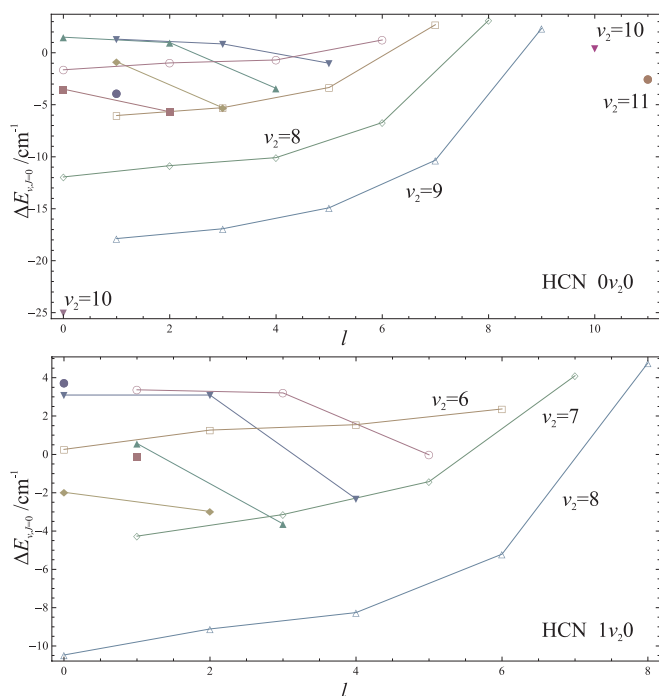 0
−5
−10
−15
−20
−25
ΔE_{v,J=0} /cm⁻¹
v₂=10
v₂=11
v₂=8
v₂=9
v₂=10
HCN 0v₂0
0 2 4 6 8 10
l
4
2
0
−2
−4
−6
−8
−10
ΔE_{v,J=0} /cm⁻¹
v₂=6
v₂=7
v₂=8
HCN 1v₂0
0 2 4 6 8
l